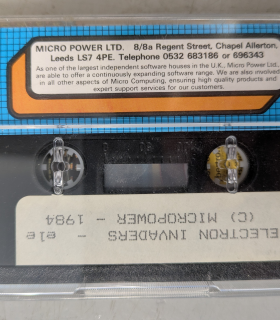 MICRO POWER LTD. 8/8a Regent Street, Chapel Allerton,
Leeds LS7 4PE. Telephone 0532 683186 or 696343
As one of the largest independent software houses in the U.K., Micro Power Ltd.,
are able to offer a continuously expanding software range. We are also involved
in all other aspects of Micro Computing, ensuring high quality products and
expert support services for our customers.
ELECTRON INVADERS - ele
(C) MICROPOWER - 1984